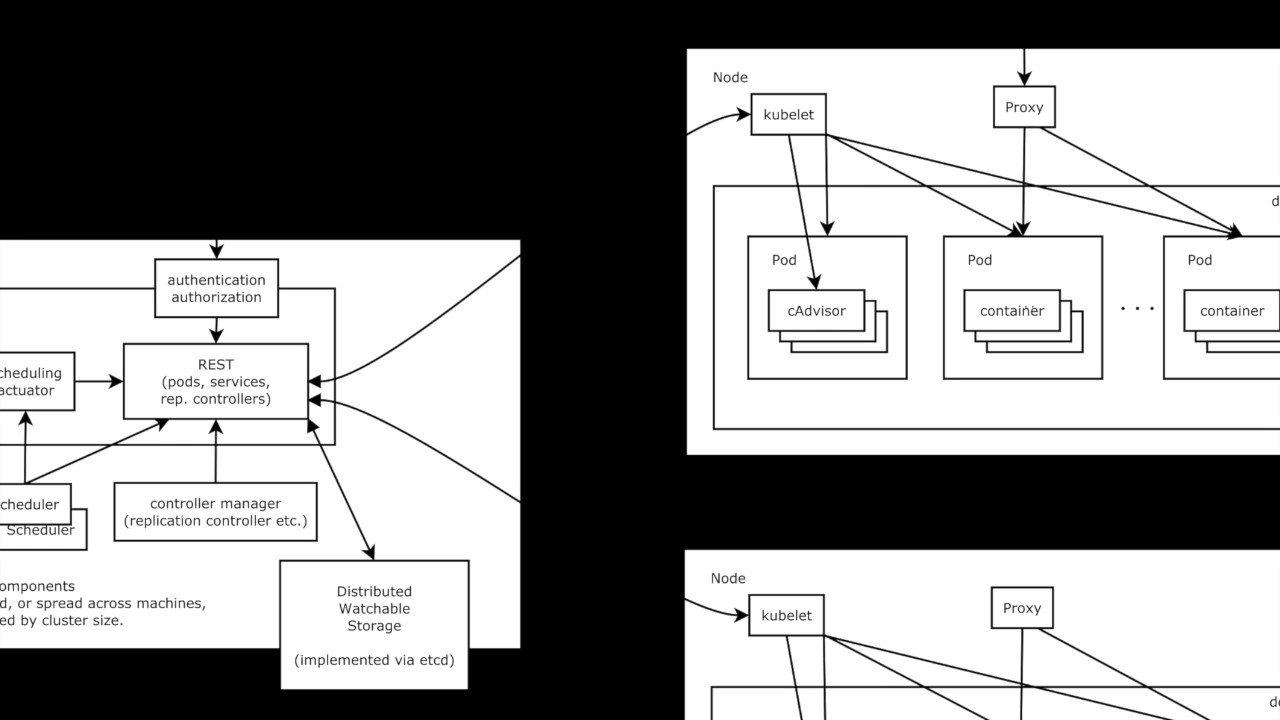 authentication
authorization
REST
(pods, services,
rep. controllers)
cheduling
actuator
cheduler
Scheduler
controller manager
(replication controller etc.)
omponents
d, or spread across machines,
ed by cluster size.
Distributed
Watchable
Storage
(implemented via etcd)
Node
kubelet
Proxy
d
Pod
cAdvisor
Pod
container
. . .
Pod
container
Node
kubelet
Proxy
do